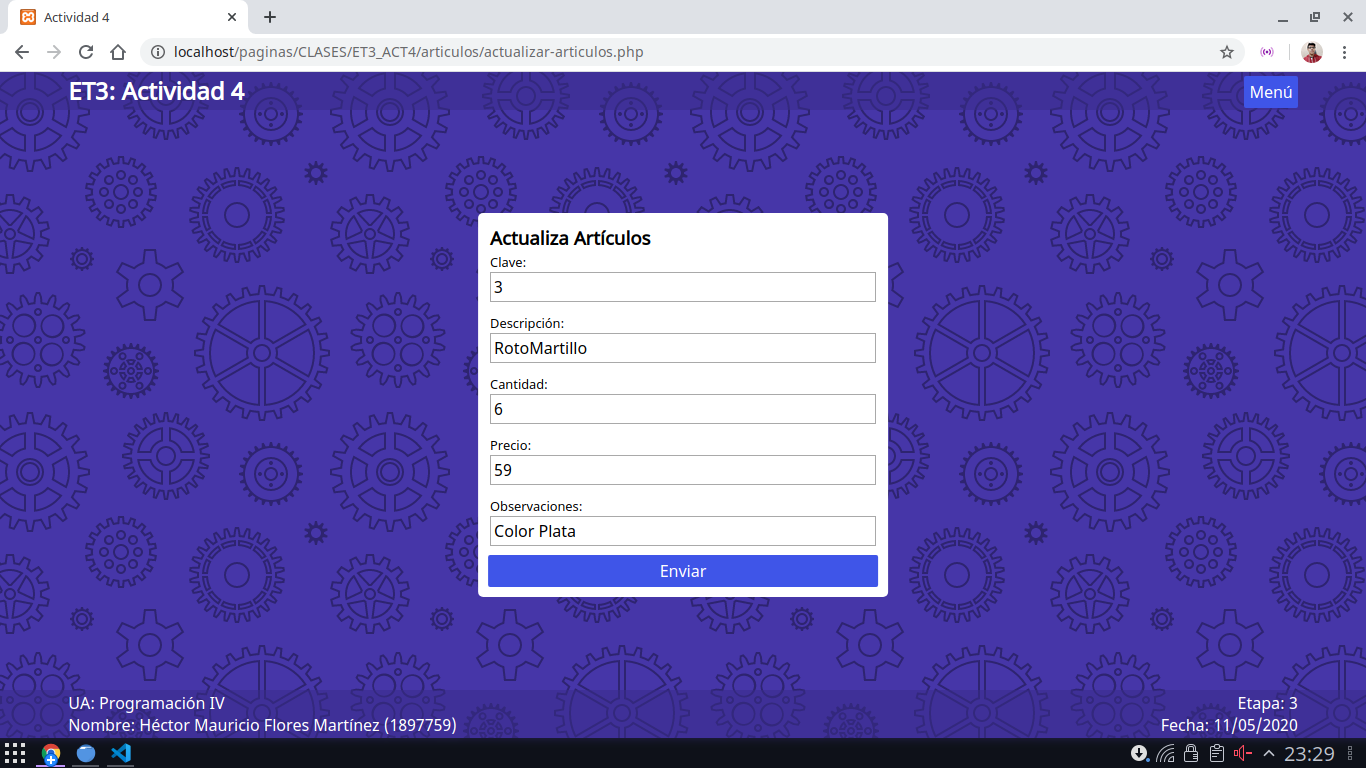 Actividad 4
localhost/paginas/CLASES/ET3_ACT4/articulos/actualizar-articulos.php
ET3: Actividad 4
Menú
Actualiza Artículos
Clave:
3
Descripción:
RotoMartillo
Cantidad:
6
Precio:
59
Observaciones:
Color Plata
Enviar
UA: Programación IV
Etapa: 3
Nombre: Héctor Mauricio Flores Martínez (1897759)
Fecha: 11/05/2020
23:29